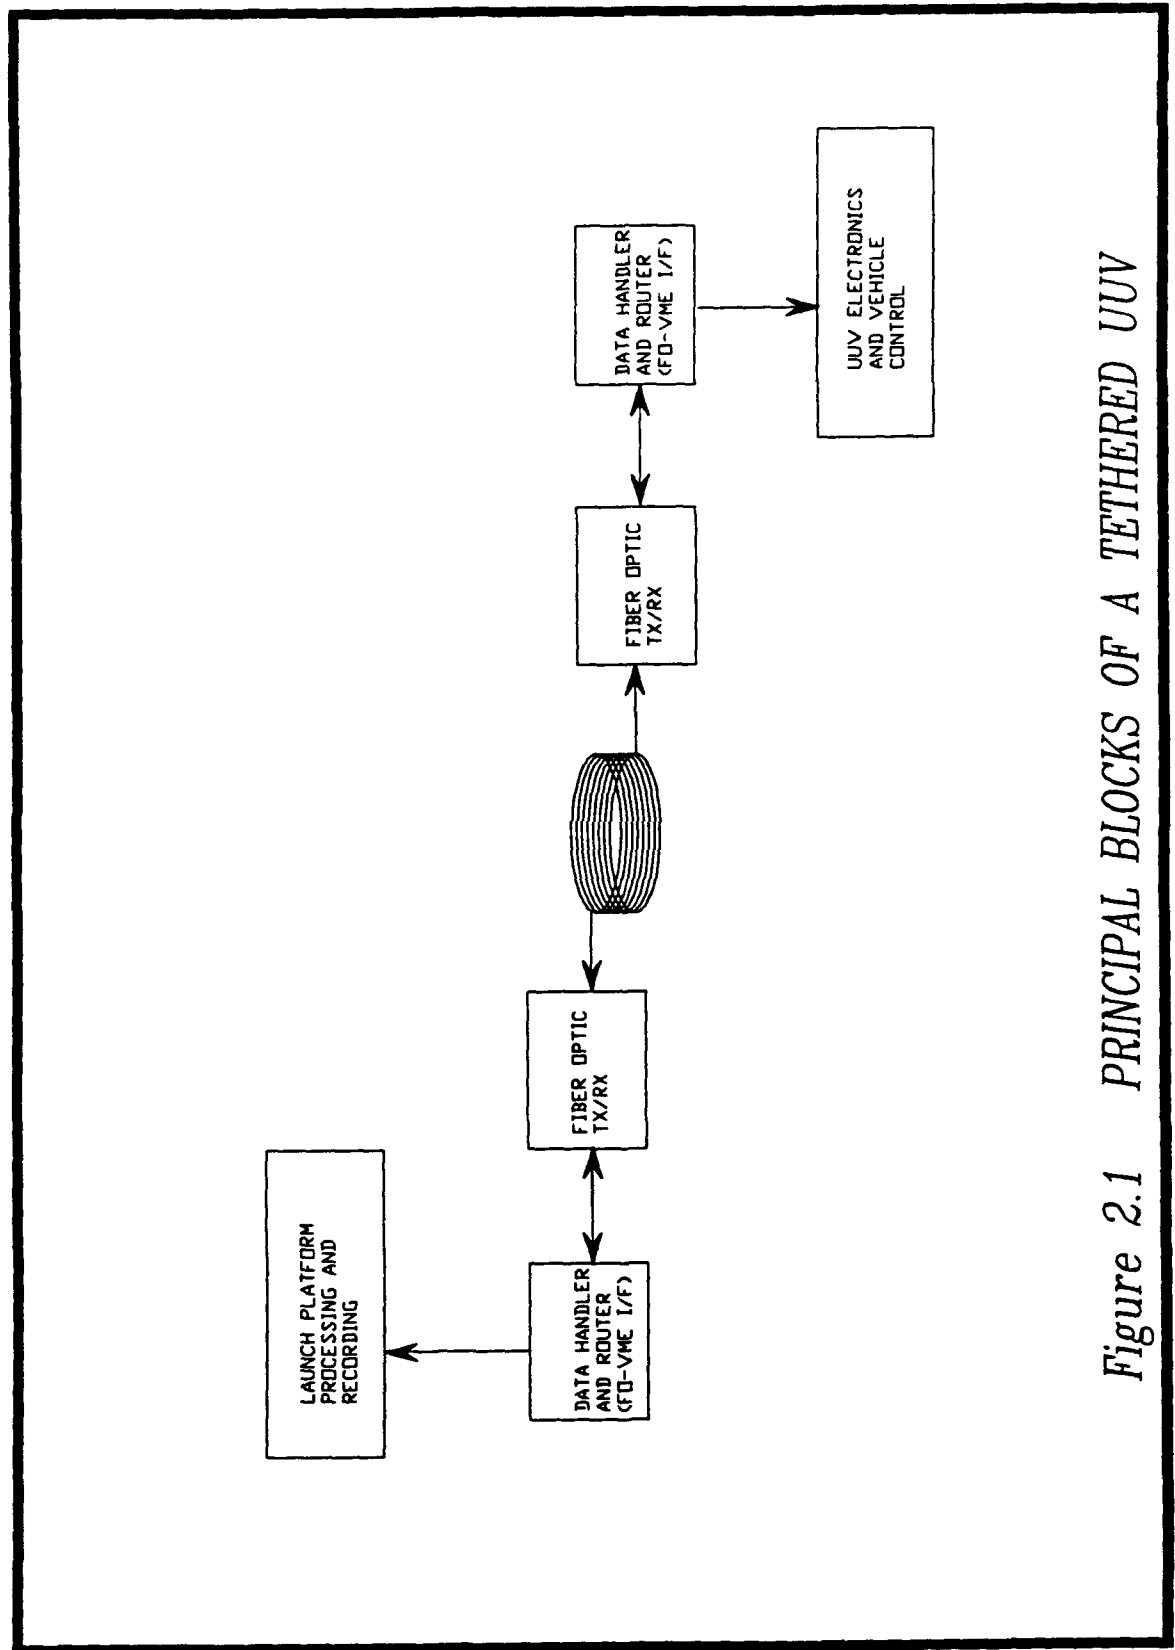 LAUNCH PLATFORM
PROCESSING AND
RECORDING
DATA HANDLER
AND ROUTER
(FO-VME I/F)
FIBER OPTIC
TX/RX
FIBER OPTIC
TX/RX
DATA HANDLER
AND ROUTER
(FO-VME I/F)
UUV ELECTRONICS
AND VEHICLE
CONTROL
Figure 2.1 PRINCIPAL BLOCKS OF A TETHERED UUV